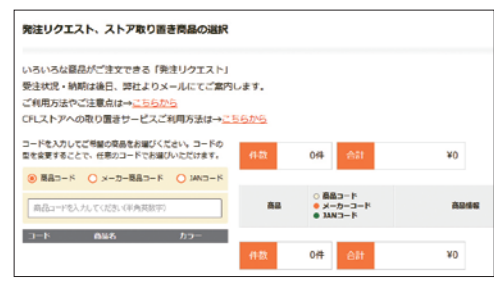 発注リクエスト、ストア取り置き商品の選択
いろいろな商品がご注文できる「発注リクエスト」
受注状況・納期は後日、弊社よりメールにてご案内します。
ご利用方法やご注意点は→こちらから
CFLストアへの取り置きサービスご利用方法は→こちらから
コードを入力してご希望の商品をお選びください。コードの
型を変更することで、任意のコードでお選びいただけます。
商品コード メーカー商品コード JANコード
商品コードを入力してください(半角英数字)
コード 商品名 カラー
件数 0件 合計 ¥0
商品
商品コード
メーカーコード
JANコード
商品情報
件数 0件 合計 ¥0